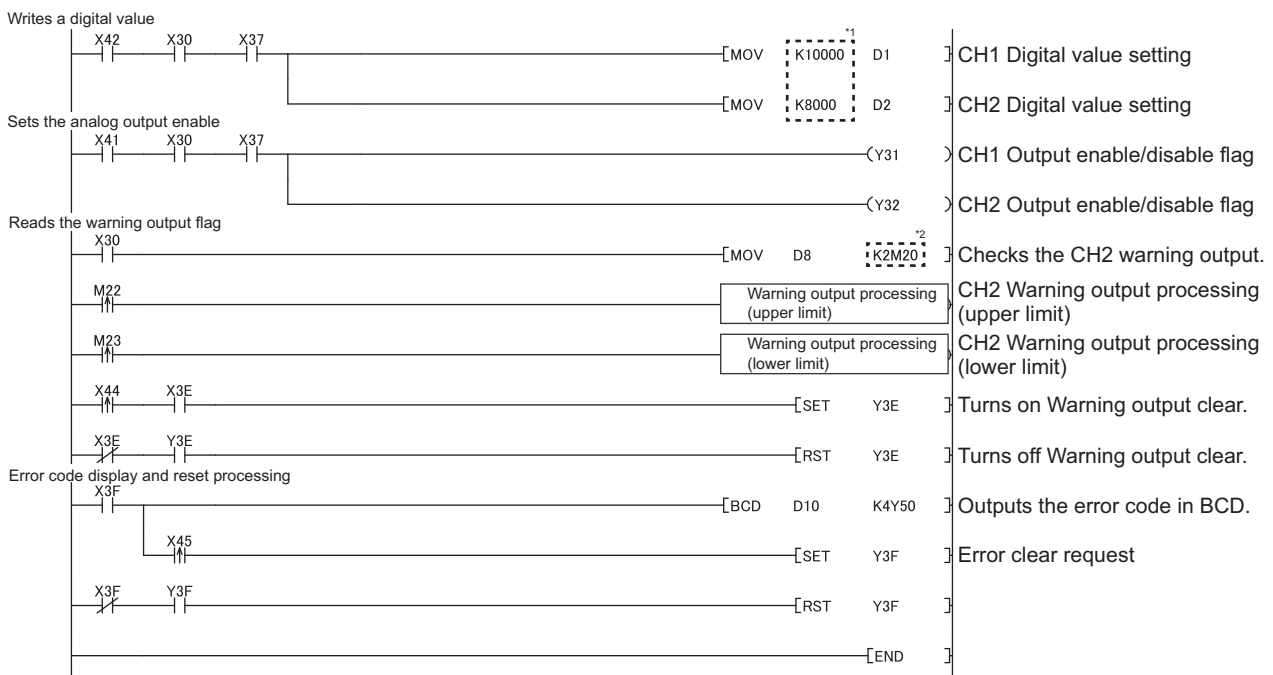 Writes a digital value
X42 X30 X37 *1
[MOV K10000 D1 ] CH1 Digital value setting
[MOV K8000 D2 ] CH2 Digital value setting
Sets the analog output enable
X41 X30 X37
(Y31 ) CH1 Output enable/disable flag
(Y32 ) CH2 Output enable/disable flag
Reads the warning output flag
X30 *2
[MOV D8 K2M20 ] Checks the CH2 warning output.
M22
Warning output processing
(upper limit)
CH2 Warning output processing
(upper limit)
M23
Warning output processing
(lower limit)
CH2 Warning output processing
(lower limit)
X44 X3E
[SET Y3E ] Turns on Warning output clear.
X3E Y3E
[RST Y3E ] Turns off Warning output clear.
Error code display and reset processing
X3F
[BCD D10 K4Y50 ] Outputs the error code in BCD.
X45
[SET Y3F ] Error clear request
X3F Y3F
[RST Y3F ]
[END ]